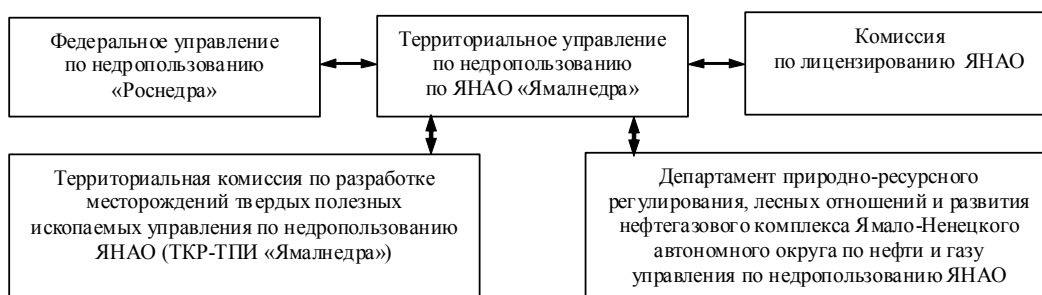 Федеральное управление
по недропользованию
«Роснедра»
Территориальное управление
по недропользованию
по ЯНАО «Ямалнедра»
Комиссия
по лицензированию ЯНАО
Территориальная комиссия по разработке
месторождений твердых полезных
ископаемых управления по недропользованию
ЯНАО (ТКР-ТПИ «Ямалнедра»)
Департамент природно-ресурсного
регулирования, лесных отношений и развития
нефтегазового комплекса Ямало-Ненецкого
автономного округа по нефти и газу
управления по недропользованию ЯНАО